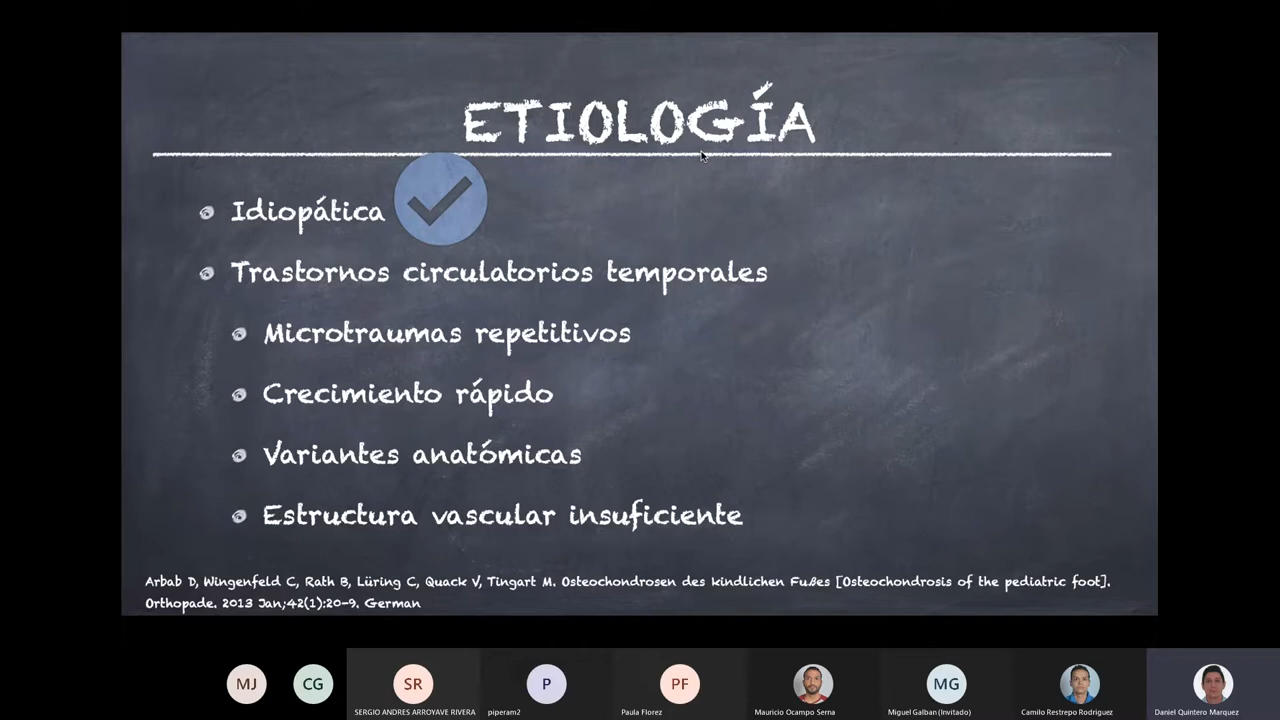 ETIOLOGÍA
Idiopática
Trastornos circulatorios temporales
Microtraumas repetitivos
Crecimiento rápido
Variantes anatómicas
Estructura vascular insuficiente
Arbab D, Wingenfeld C, Rath B, Lüring C, Quack V, Tingart M. Osteochondrosen des kindlichen Fußes [Osteochondrosis of the pediatric foot].
Orthopade. 2013 Jan;42(1):20-9. German
MJ CG SR P PF MG
SERGIO ANDRES ARROYAVE RIVERA piperam2 Paula Florez Mauricio Ocampo Serna Miguel Galban (Invitado) Camilo Restrepo Rodriguez Daniel Quintero Marquez